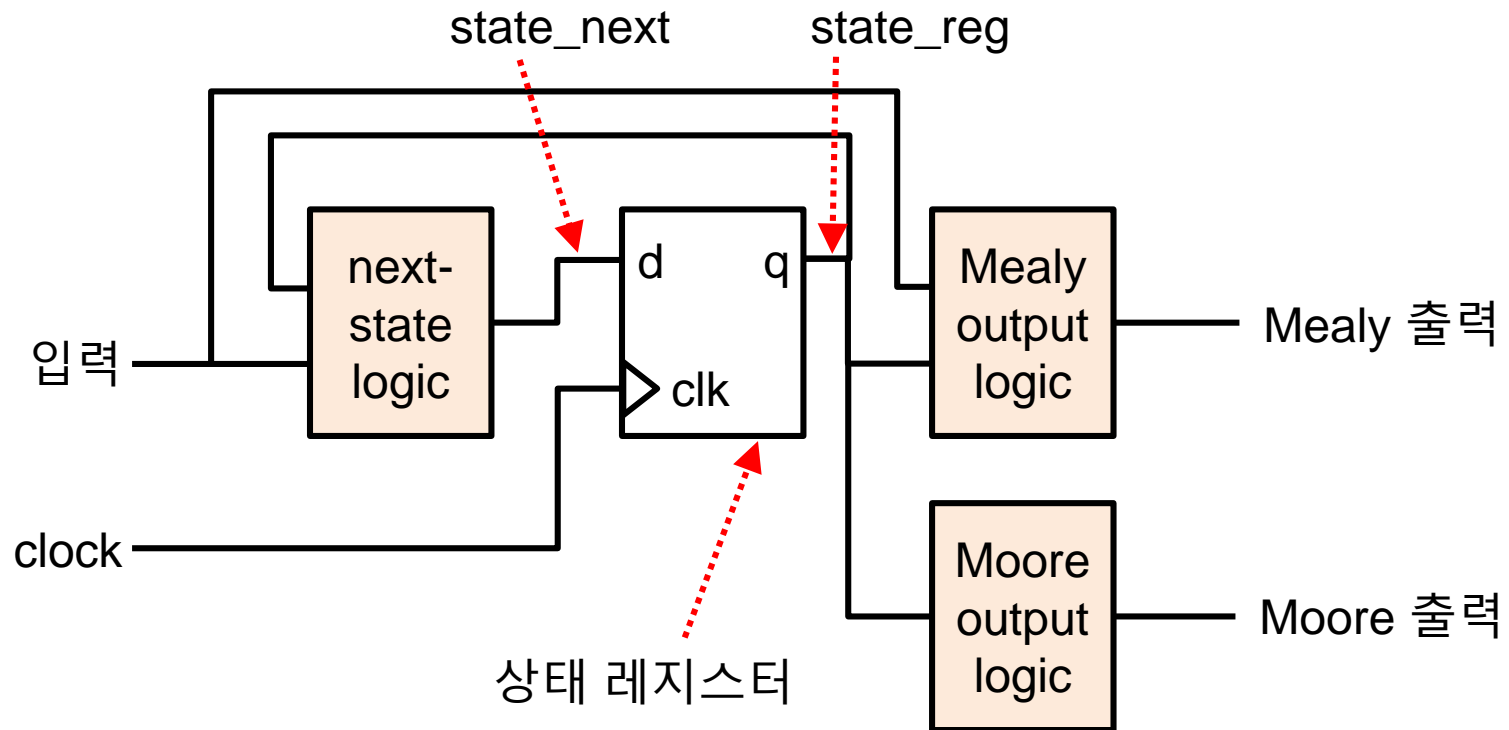 state_next
state_reg
next-
state
logic
d
q
clk
Mealy
output
logic
Mealy 출력
입력
clock
Moore
output
logic
Moore 출력
상태 레지스터